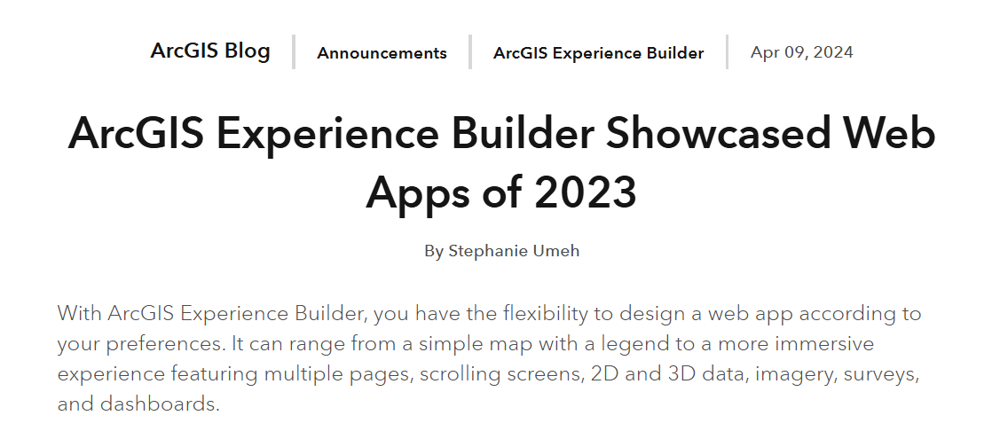 ArcGIS Blog Announcements ArcGIS Experience Builder Apr 09, 2024
ArcGIS Experience Builder Showcased Web
Apps of 2023
By Stephanie Umeh
With ArcGIS Experience Builder, you have the flexibility to design a web app according to
your preferences. It can range from a simple map with a legend to a more immersive
experience featuring multiple pages, scrolling screens, 2D and 3D data, imagery, surveys,
and dashboards.